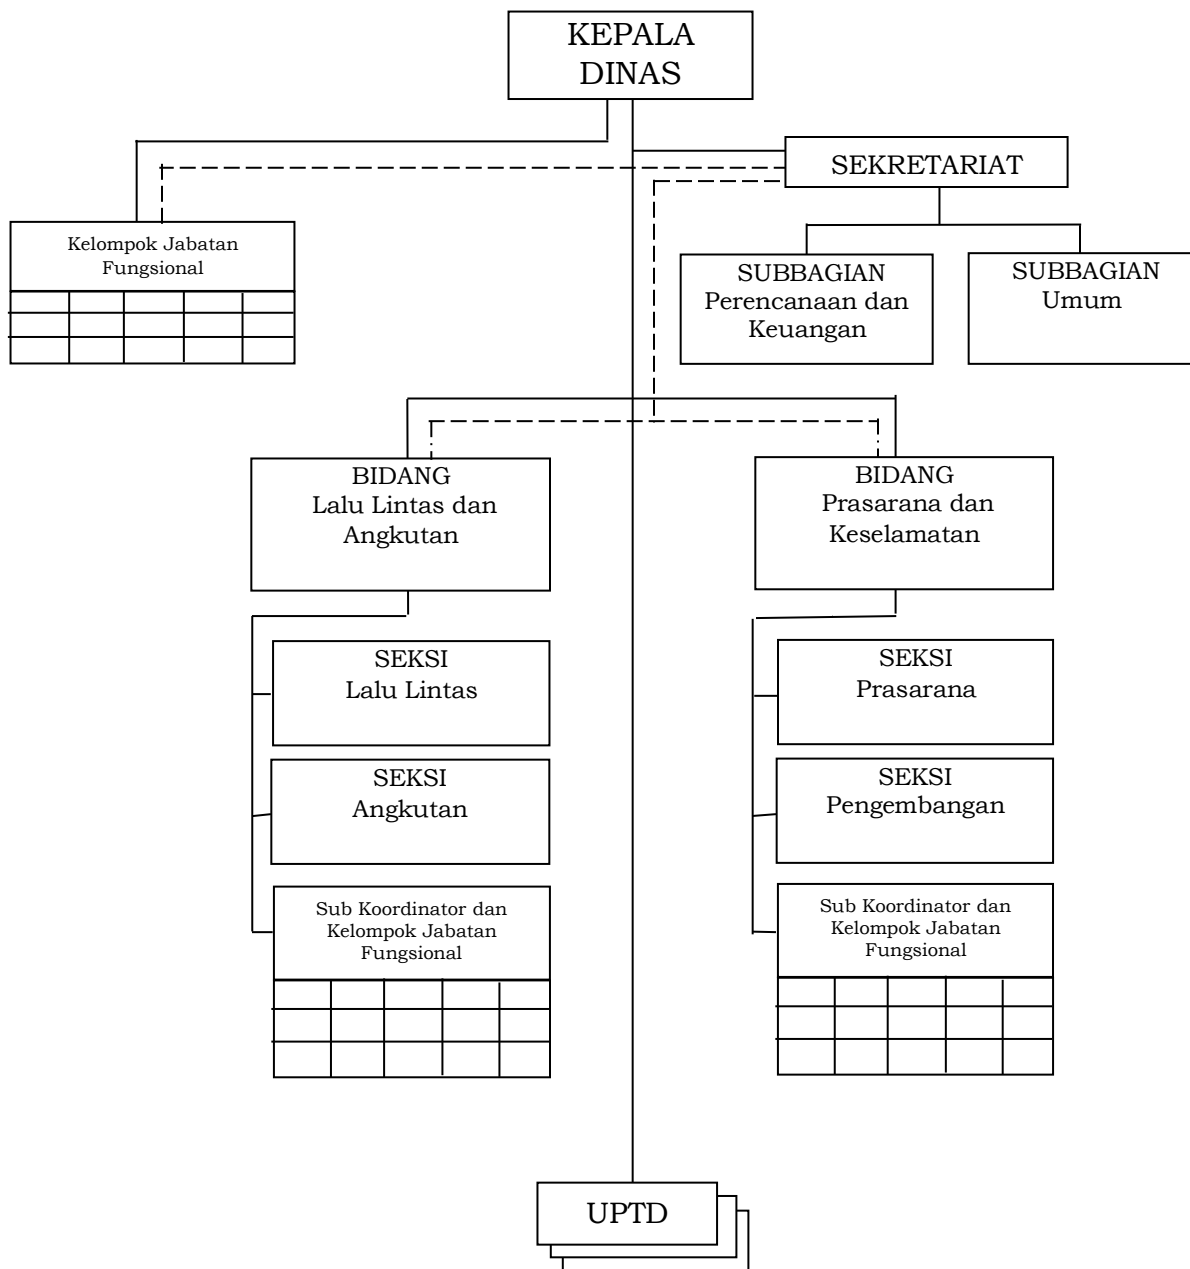 KEPALA
DINAS
SEKRETARIAT
Kelompok Jabatan
Fungsional
SUBBAGIAN
Perencanaan dan
Keuangan
SUBBAGIAN
Umum
BIDANG
Lalu Lintas dan
Angkutan
BIDANG
Prasarana dan
Keselamatan
SEKSI
Lalu Lintas
SEKSI
Prasarana
SEKSI
Angkutan
SEKSI
Pengembangan
Sub Koordinator dan
Kelompok Jabatan
Fungsional
Sub Koordinator dan
Kelompok Jabatan
Fungsional
UPTD